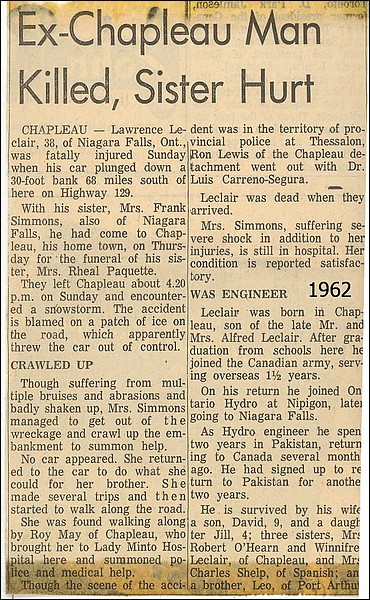 Ex-Chapleau Man
Killed, Sister Hurt
CHAPLEAU — Lawrence Le-
clair, 38, of Niagara Falls, Ont.,
was fatally injured Sunday
when his car plunged down a
30-foot bank 68 miles south of
here on Highway 129.
With his sister, Mrs. Frank
Simmons, also of Niagara
Falls, he had come to Chap-
leau, his home town, on Thurs-
day for the funeral of his sis-
ter, Mrs. Rheal Paquette.
They left Chapleau about 4.20
p.m. on Sunday and encounter-
ed a snowstorm. The accident
is blamed on a patch of ice on
the road, which apparently
threw the car out of control.
CRAWLED UP
Though suffering from mul-
tiple bruises and abrasions and
badly shaken up, Mrs. Simmons
managed to get out of the
wreckage and crawl up the em-
bankment to summon help.
No car appeared. She return-
ed to the car to do what she
could for her brother. She
made several trips and then
started to walk along the road.
She was found walking along
by Roy May of Chapleau, who
brought her to Lady Minto Hos-
pital here and summoned po-
lice and medical help.
Though the scene of the acci-
dent was in the territory of pro-
vincial police at Thessalon,
Ron Lewis of the Chapleau de-
tachment went out with Dr.
Luis Carreno-Segura.
Leclair was dead when they
arrived.
Mrs. Simmons, suffering se-
vere shock in addition to her
injuries, is still in hospital. Her
condition is reported satisfac-
tory.
WAS ENGINEER 1962
Leclair was born in Chap-
leau, son of the late Mr. and
Mrs. Alfred Leclair. After gra-
duation from schools here he
joined the Canadian army, serv-
ing overseas 1½ years.
On his return he joined On-
tario Hydro at Nipigon, later
going to Niagara Falls.
As Hydro engineer he spen
two years in Pakistan, return
ing to Canada several month
ago. He had signed up to re
turn to Pakistan for anothe
two years.
He is survived by his wife
a son, David, 9, and a daugh
ter Jill, 4; three sisters, Mrs
Robert O'Hearn and Winnifre
Leclair, of Chapleau, and Mrs
Charles Shelp, of Spanish; an
a brother, Leo, of Port Arthur